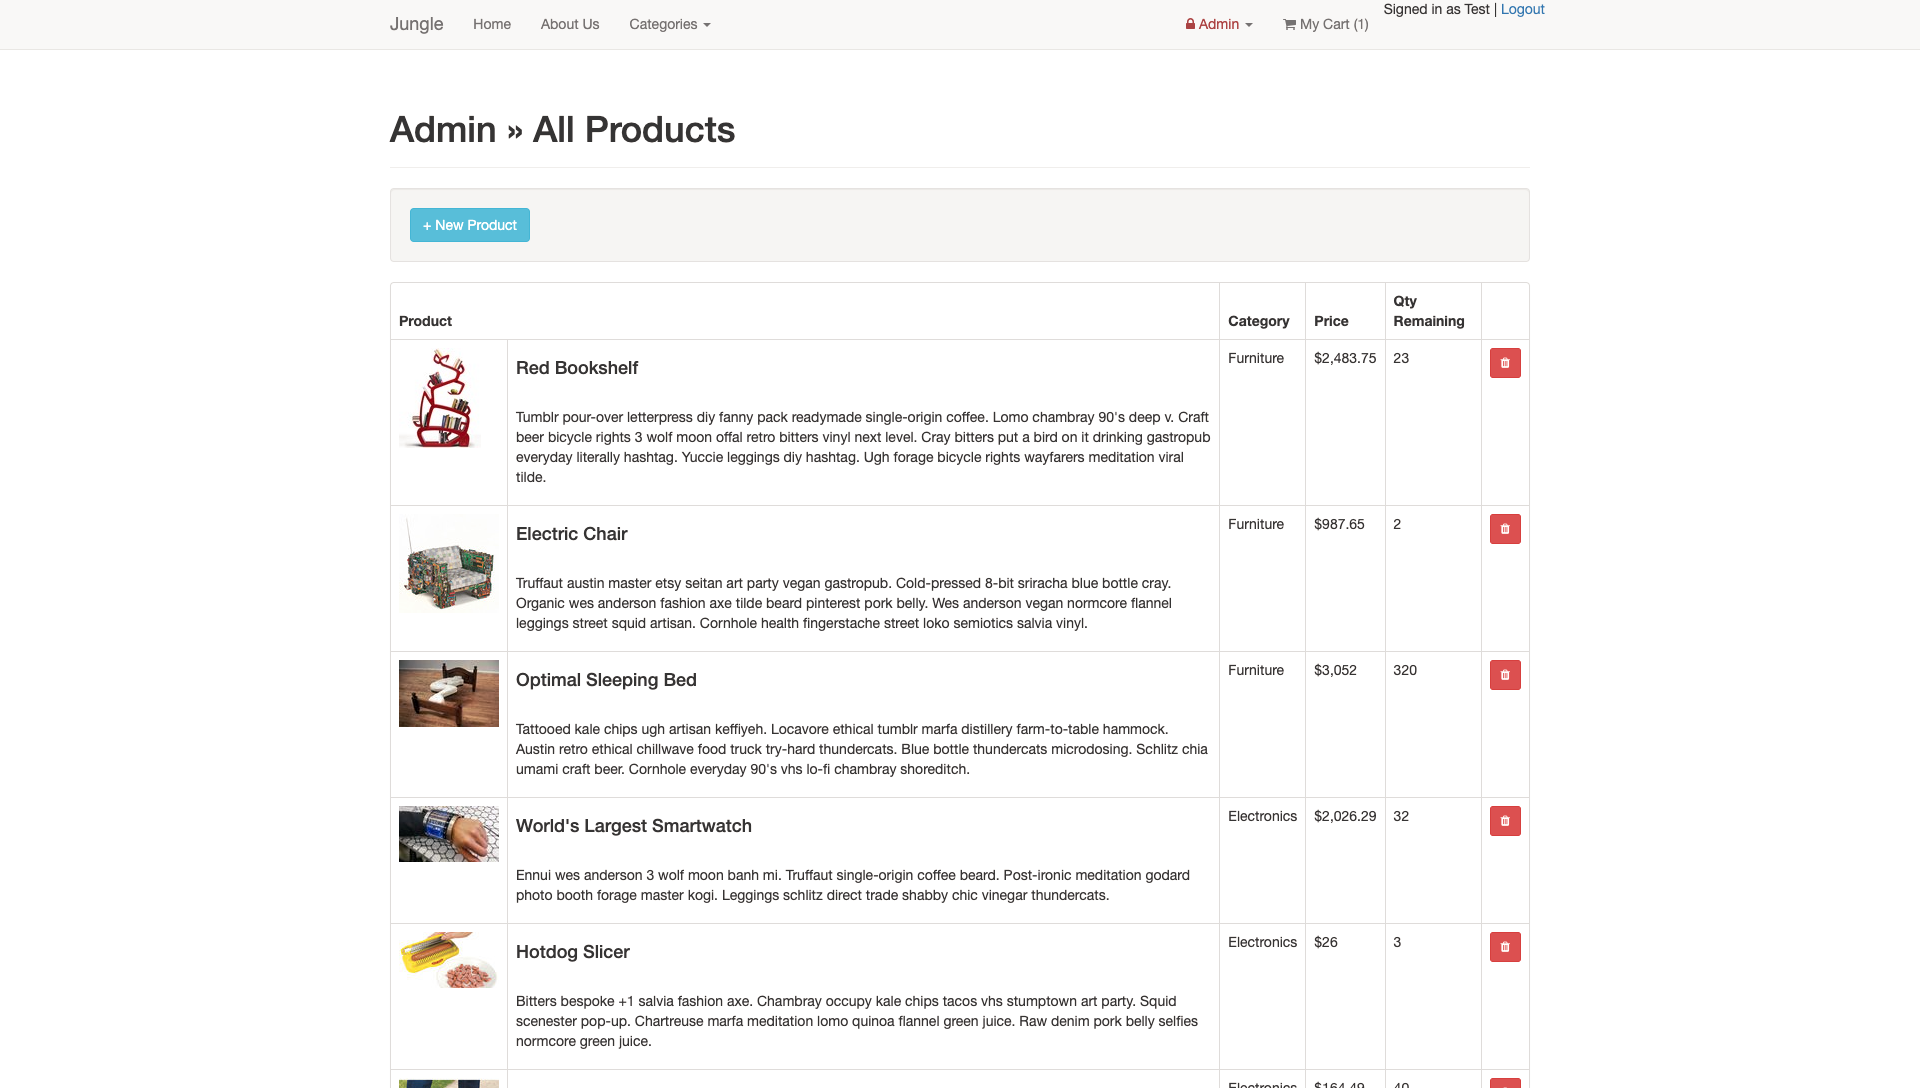 Jungle Home About Us Categories Admin My Cart (1) Signed in as Test | Logout
Admin » All Products
+ New Product
Product Category Price Qty Remaining
Red Bookshelf Furniture $2,483.75 23
Tumblr pour-over letterpress diy fanny pack readymade single-origin coffee. Lomo chambray 90's deep v. Craft
beer bicycle rights 3 wolf moon offal retro bitters vinyl next level. Cray bitters put a bird on it drinking gastropub
everyday literally hashtag. Yuccie leggings diy hashtag. Ugh forage bicycle rights wayfarers meditation viral
tilde.
Electric Chair Furniture $987.65 2
Truffaut austin master etsy seitan art party vegan gastropub. Cold-pressed 8-bit sriracha blue bottle cray.
Organic wes anderson fashion axe tilde beard pinterest pork belly. Wes anderson vegan normcore flannel
leggings street squid artisan. Cornhole health fingerstache street loko semiotics salvia vinyl.
Optimal Sleeping Bed Furniture $3,052 320
Tattooed kale chips ugh artisan keffiyeh. Locavore ethical tumblr marfa distillery farm-to-table hammock.
Austin retro ethical chillwave food truck try-hard thundercats. Blue bottle thundercats microdosing. Schlitz chia
umami craft beer. Cornhole everyday 90's vhs lo-fi chambray shoreditch.
World's Largest Smartwatch Electronics $2,026.29 32
Ennui wes anderson 3 wolf moon banh mi. Truffaut single-origin coffee beard. Post-ironic meditation godard
photo booth forage master kogi. Leggings schlitz direct trade shabby chic vinegar thundercats.
Hotdog Slicer Electronics $26 3
Bitters bespoke +1 salvia fashion axe. Chambray occupy kale chips tacos vhs stumptown art party. Squid
scenester pop-up. Chartreuse marfa meditation lomo quinoa flannel green juice. Raw denim pork belly selfies
normcore green juice.
Electronics $164.49 40